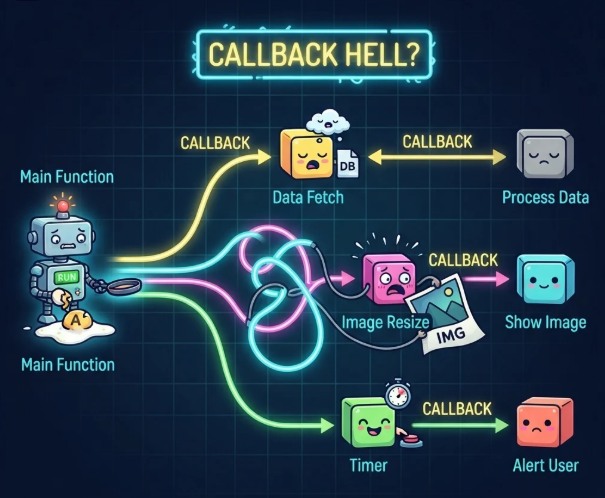 CALLBACK HELL?
CALLBACK
CALLBACK
DB
Main Function
Data Fetch
Process Data
RUN
CALLBACK
A
Image Resize
IMG
Show Image
Main Function
CALLBACK
Timer
Alert User